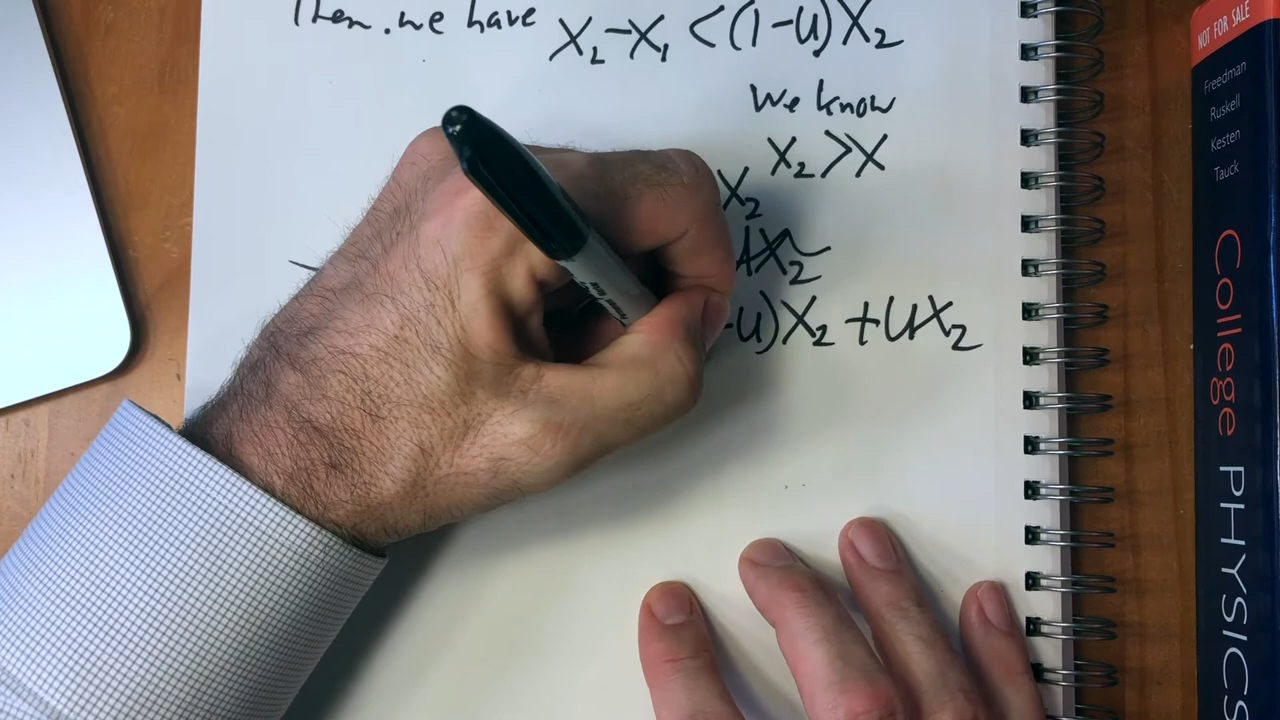 Then, we have X₂-X₁ <(1-u)X₂
We know
X₂ >X
X₂
-u)X₂ +UX₂
NOT FOR SALE
Freedman
Ruskell
Kesten
Tauck
College PHYSICS